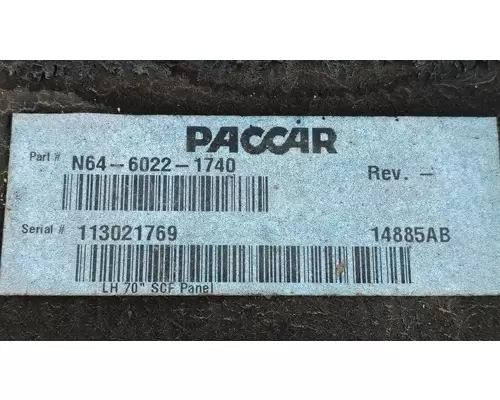 PACCAR
Part # N64-6022-1740 Rev. -
Serial # 113021769 14885AB
LH 70" SCF Panel